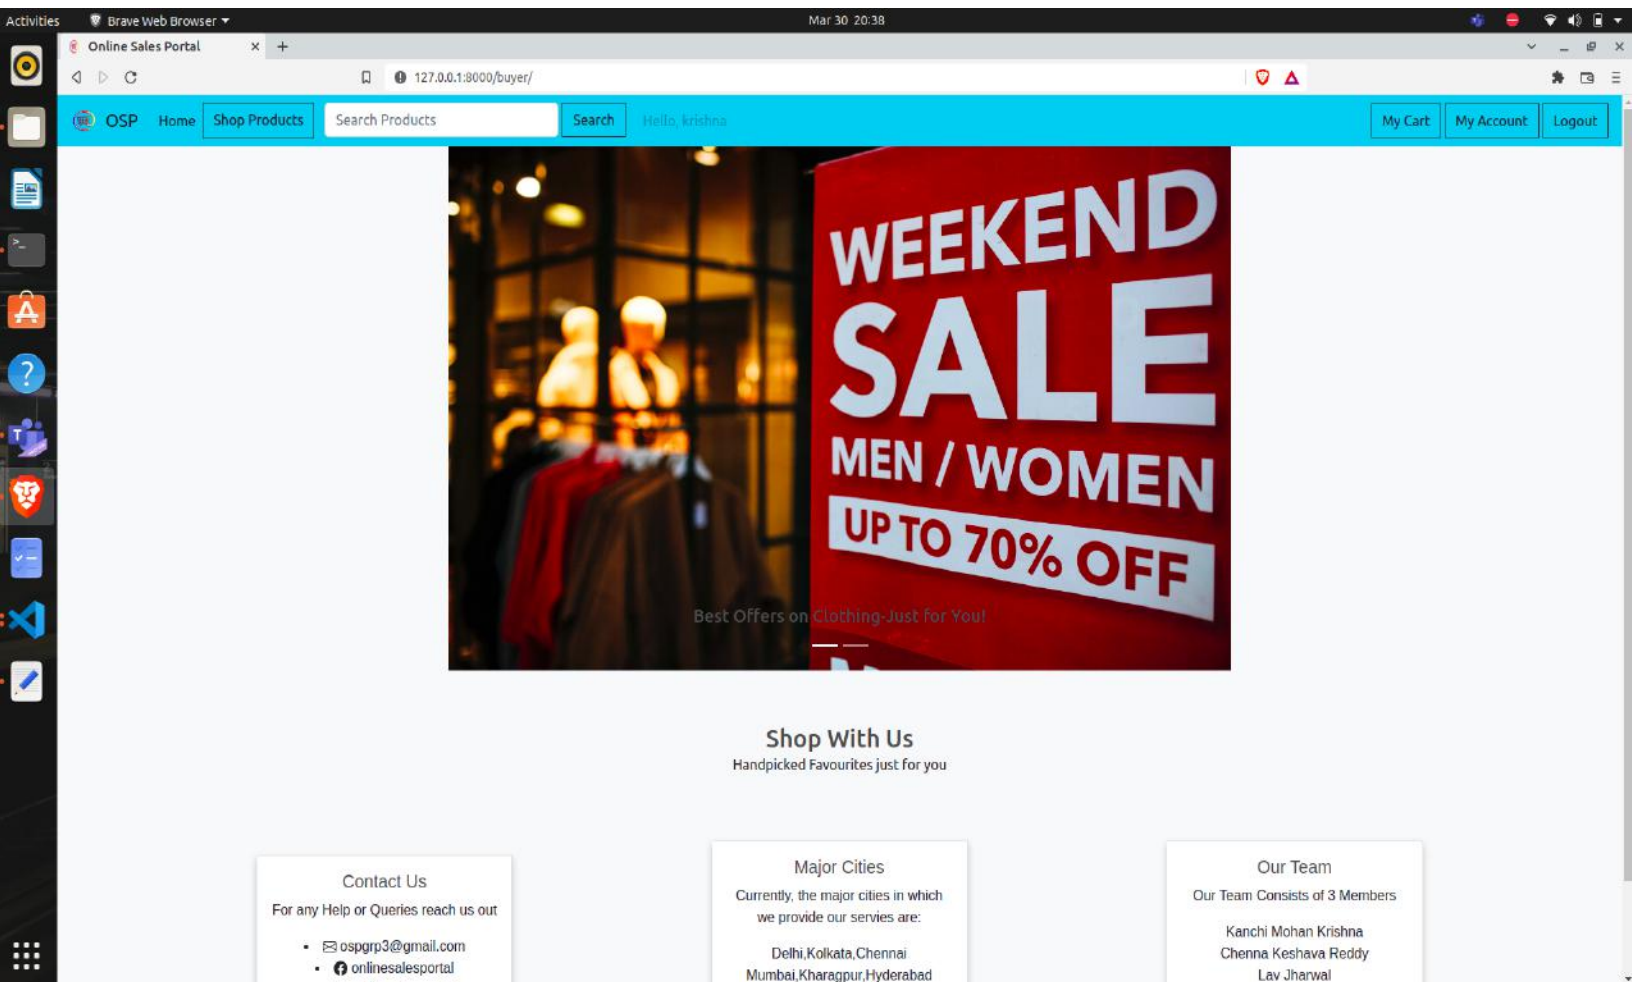 Activities
Brave Web Browser
Mar 30 20:38
Online Sales Portal
127.0.0.1:8000/buyer/
OSP
Home
Shop Products
Search Products
Search
Hello, krishna
My Cart
My Account
Logout
WEEKEND
SALE
MEN / WOMEN
UP TO 70% OFF
Best Offers on Clothing-Just for You!
Shop With Us
Handpicked Favourites just for you
Contact Us
For any Help or Queries reach us out
ospgrp3@gmail.com
onlinesalesportal
Major Cities
Currently, the major cities in which
we provide our servies are:
Delhi,Kolkata,Chennai
Mumbai,Kharagpur,Hyderabad
Our Team
Our Team Consists of 3 Members
Kanchi Mohan Krishna
Chenna Keshava Reddy
Lav Jharwal